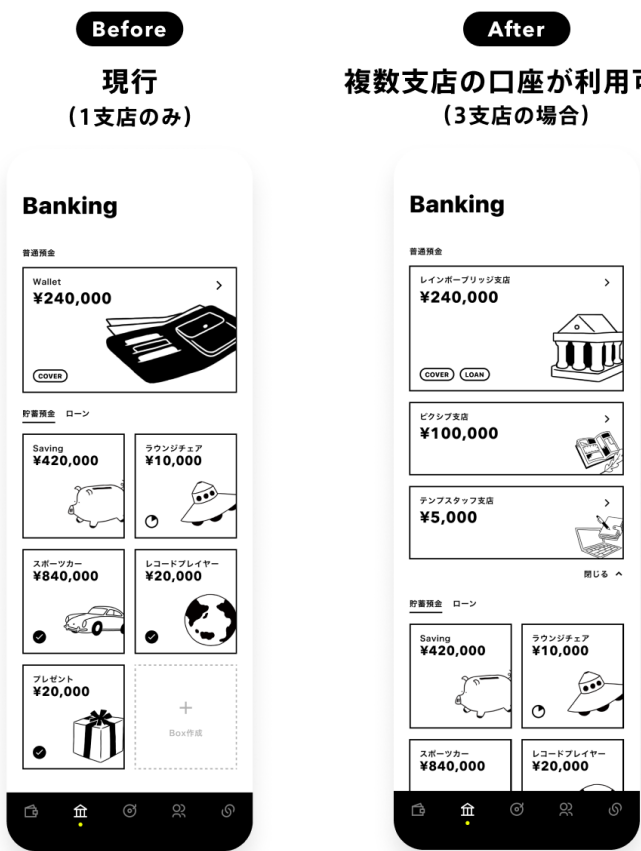 Before
現行
(1支店のみ)
Banking
普通預金
Wallet
¥240,000
COVER
貯蓄預金 ローン
Saving
¥420,000
ラウンジチェア
¥10,000
スポーツカー
¥840,000
レコードプレイヤー
¥20,000
プレゼント
¥20,000
Box作成
After
複数支店の口座が利用可
(3支店の場合)
Banking
普通預金
レインボーブリッジ支店
¥240,000
COVER LOAN
ピクシブ支店
¥100,000
テンプスタッフ支店
¥5,000
閉じる
貯蓄預金 ローン
Saving
¥420,000
ラウンジチェア
¥10,000
スポーツカー
¥840,000
レコードプレイヤー
¥20,000